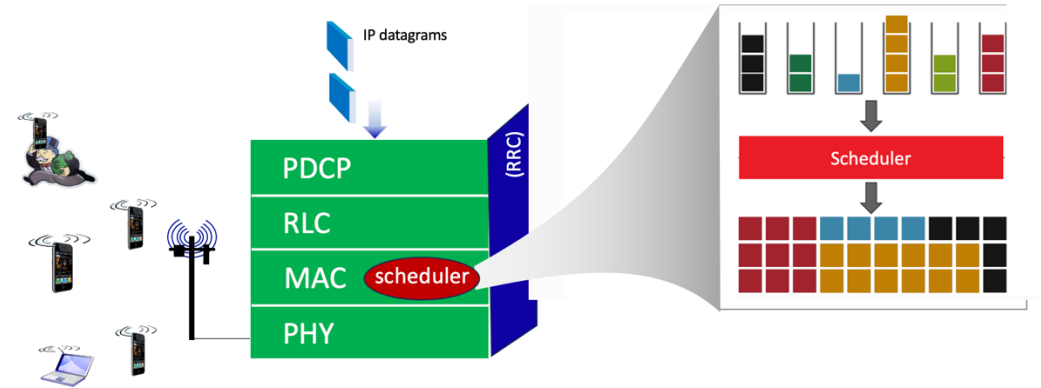 IP datagrams
PDCP
RLC
MAC
scheduler
PHY
(RRC)
Scheduler